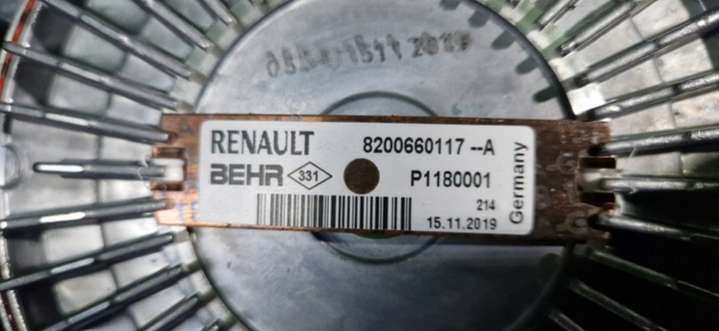 RENAULT 8200660117 --A
BEHR 331 P1180001
214
15.11.2019
Germany